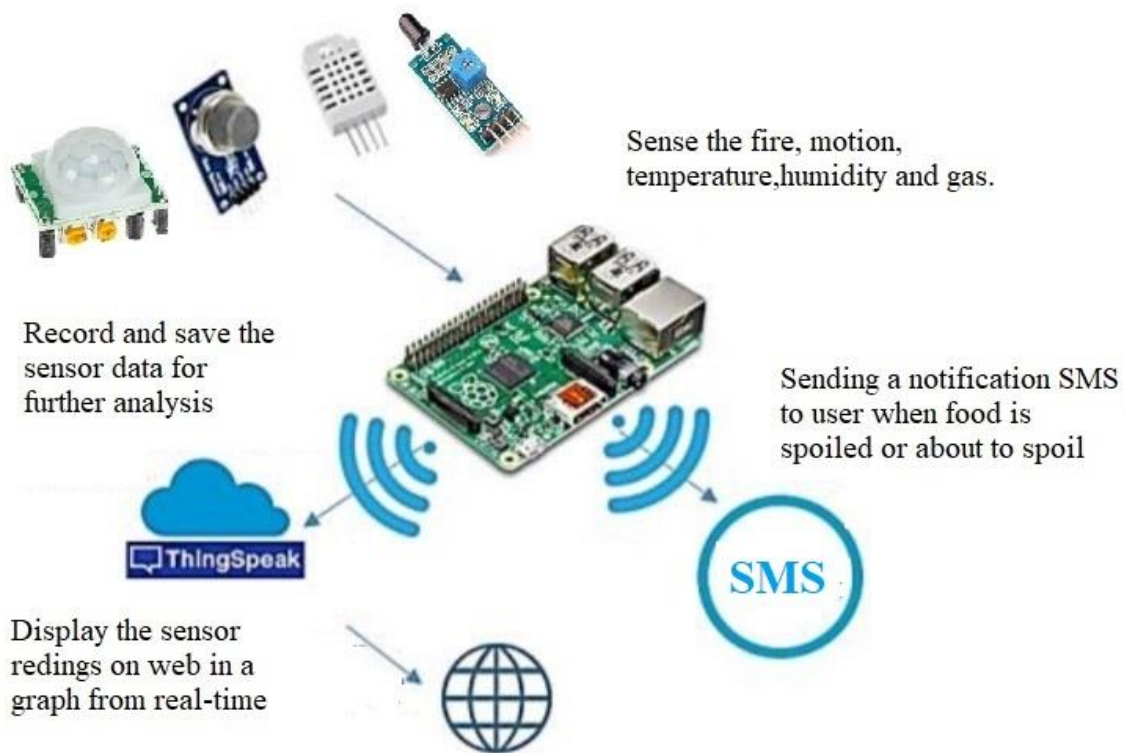 Sense the fire, motion,
temperature,humidity and gas.
Record and save the
sensor data for
further analysis
Sending a notification SMS
to user when food is
spoiled or about to spoil
ThingSpeak
SMS
Display the sensor
redings on web in a
graph from real-time